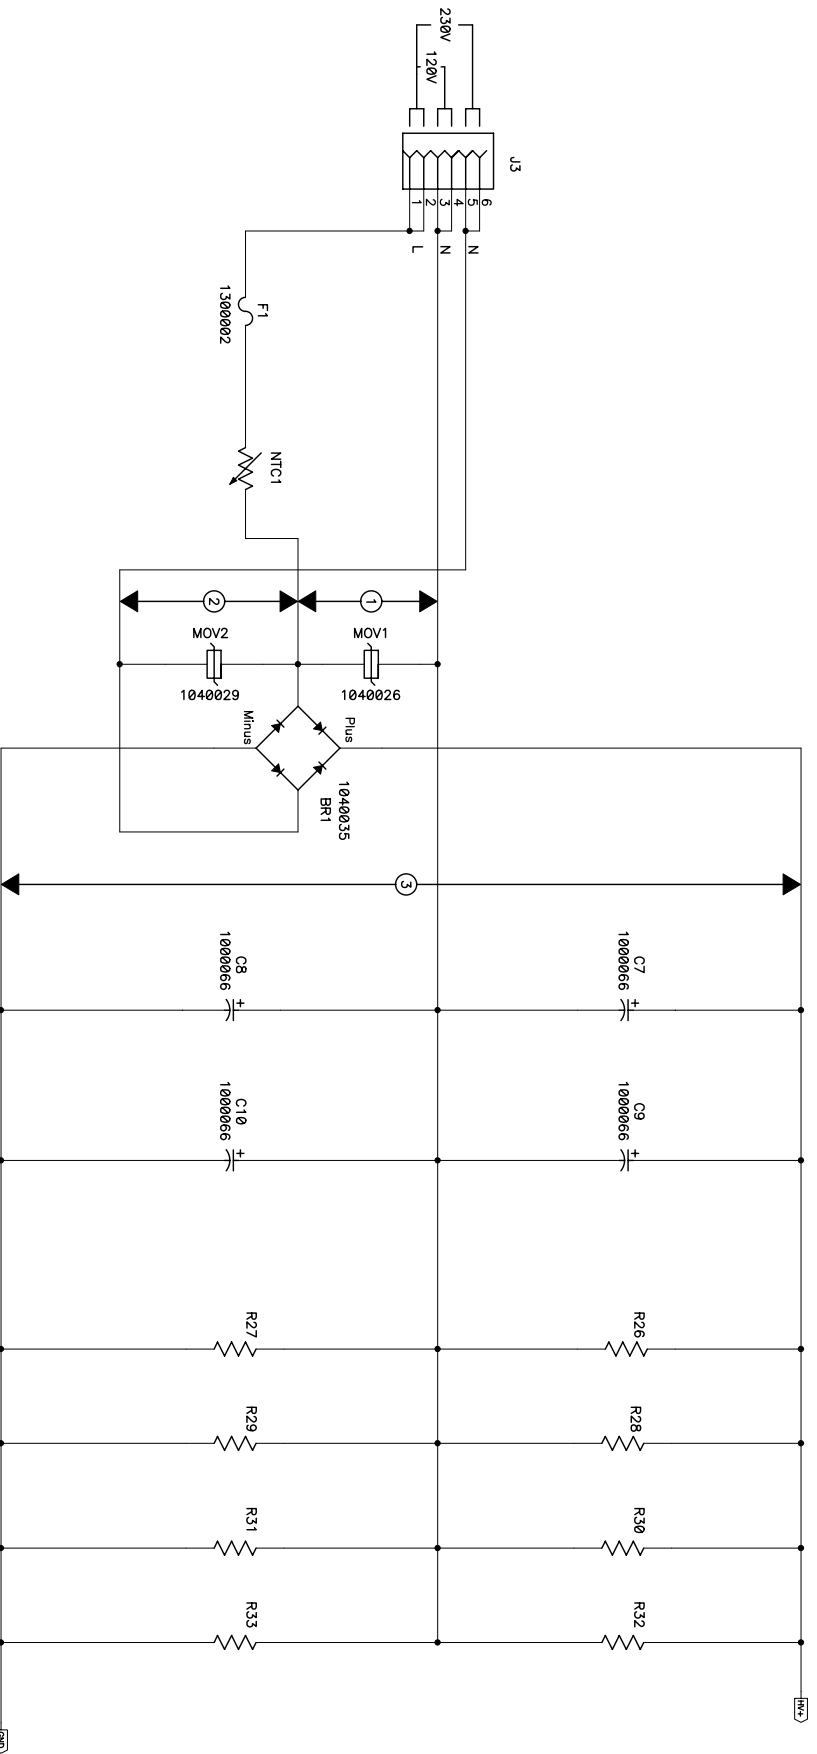 230V
120V
J3
1
2
3
4
5
6
L
N
N
F1
1300002
NTC1
2
1
MOV2
1040029
MOV1
1040026
Minus
Plus
1040035
BR1
3
C8
1000066
+
C7
1000066
+
C10
1000066
+
C9
1000066
+
R27
R26
R29
R28
R31
R30
R33
R32
HV+
GND